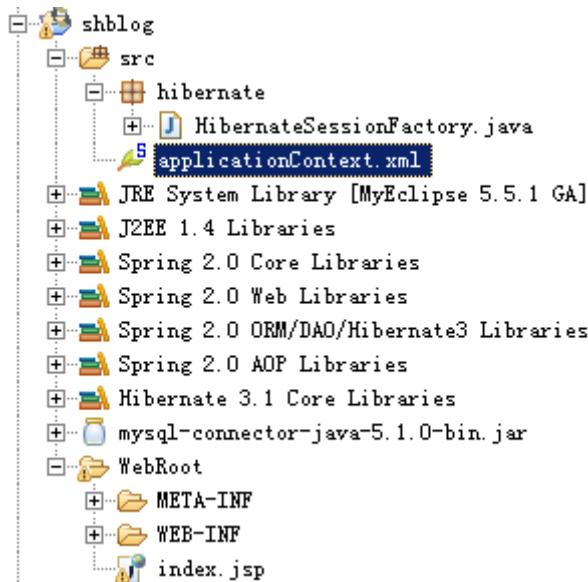 shblog
src
hibernate
HibernateSessionFactory.java
applicationContext.xml
JRE System Library [MyEclipse 5.5.1 GA]
J2EE 1.4 Libraries
Spring 2.0 Core Libraries
Spring 2.0 Web Libraries
Spring 2.0 ORM/DAO/Hibernate3 Libraries
Spring 2.0 AOP Libraries
Hibernate 3.1 Core Libraries
mysql-connector-java-5.1.0-bin.jar
WebRoot
META-INF
WEB-INF
index.jsp